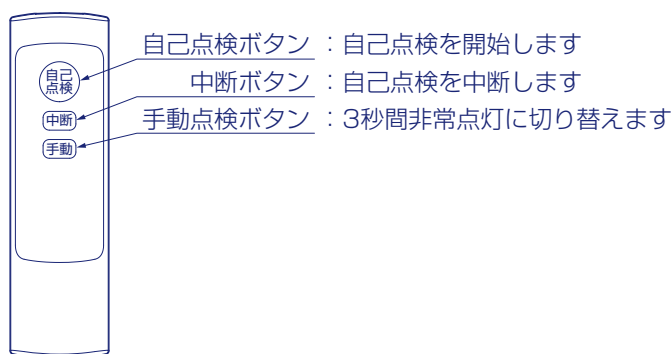 自己点検ボタン：自己点検を開始します
中断ボタン：自己点検を中断します
手動点検ボタン：3秒間非常点灯に切り替えます
自己
点検
中断
手動